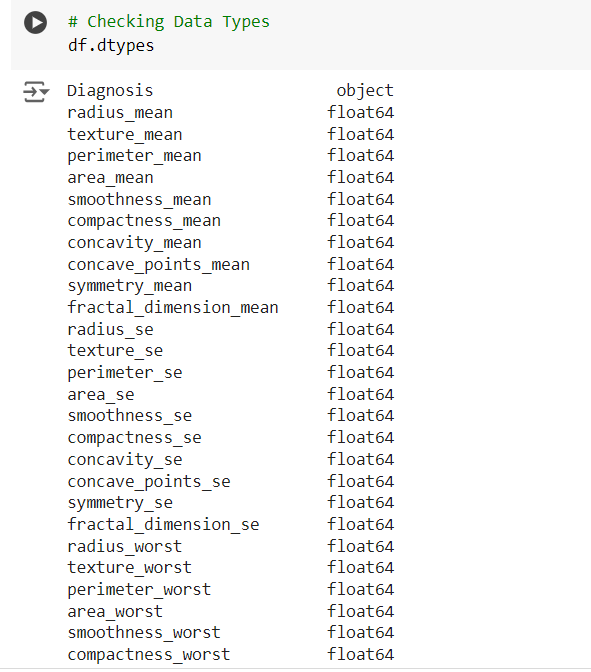 # Checking Data Types
df.dtypes
Diagnosis object
radius_mean float64
texture_mean float64
perimeter_mean float64
area_mean float64
smoothness_mean float64
compactness_mean float64
concavity_mean float64
concave_points_mean float64
symmetry_mean float64
fractal_dimension_mean float64
radius_se float64
texture_se float64
perimeter_se float64
area_se float64
smoothness_se float64
compactness_se float64
concavity_se float64
concave_points_se float64
symmetry_se float64
fractal_dimension_se float64
radius_worst float64
texture_worst float64
perimeter_worst float64
area_worst float64
smoothness_worst float64
compactness_worst float64